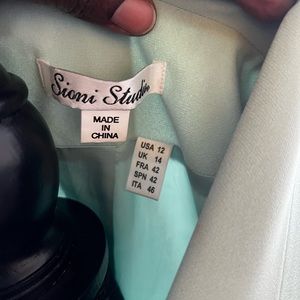 Sioni Studio
MADE
IN
CHINA
USA 12
UK 14
FRA 42
SPN 42
ITA 46